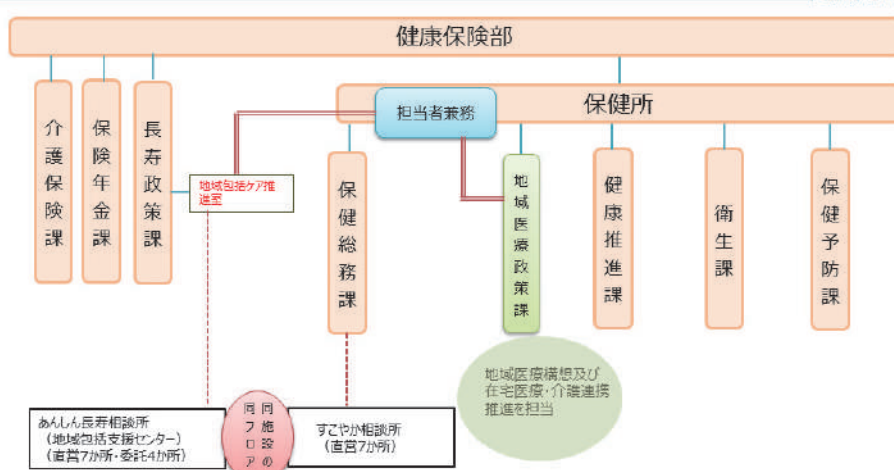 健康保険部
保健所
担当者兼務
介護保険課
保険年金課
長寿政策課
地域包括ケア推
進室
保健総務課
地域医療政策課
健康推進課
衛生課
保健予防課
地域医療構想及び
在宅医療・介護連携
推進を担当
あんしん長寿相談所
(地域包括支援センター)
(直営7か所・委託4か所)
同施設の
同フロア
すこやか相談所
(直営7か所)